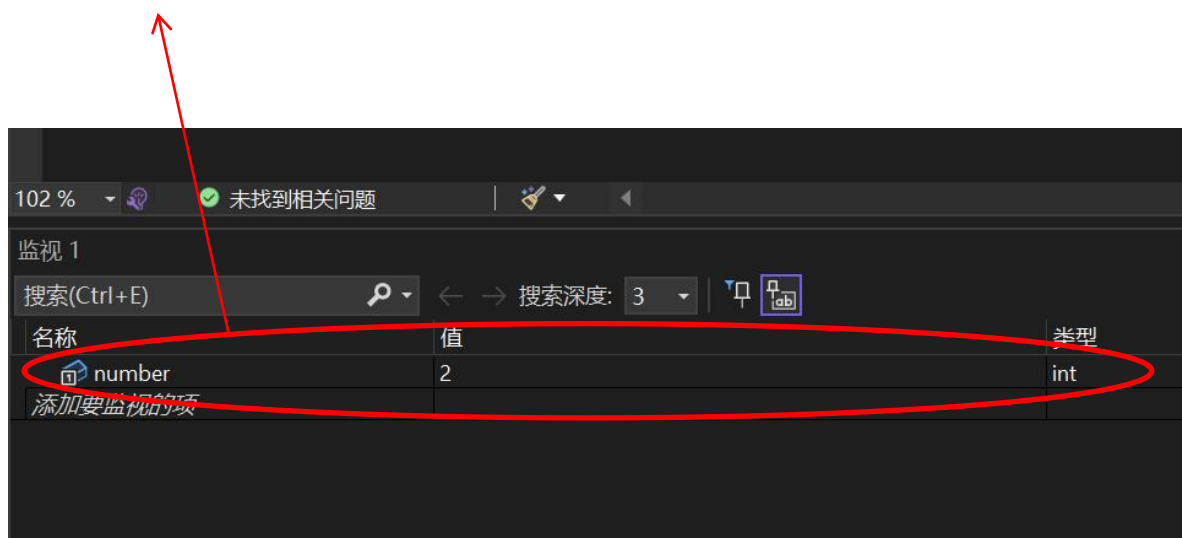 102 % 未找到相关问题
监视 1
搜索(Ctrl+E) 搜索深度: 3
名称 值 类型
number 2 int
添加要监视的项